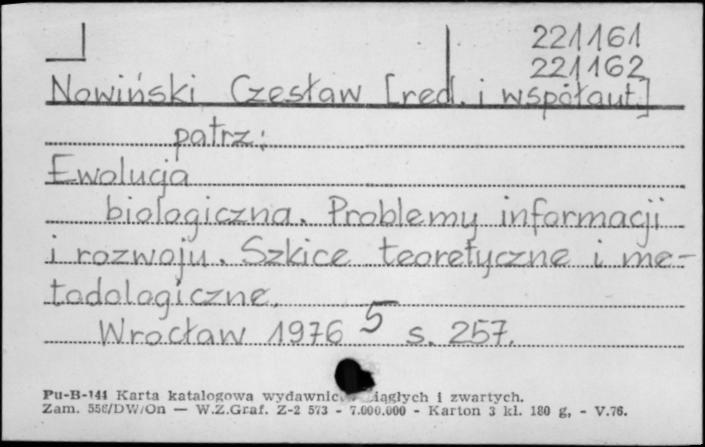 221161
221162
Nowiński Czesław [red. i współaut.]
patrz:
Ewolucja
biologiczna. Problemy informacji
i rozwoju. Szkice teoretyczne i me-
todologiczne.
Wrocław 1976 5 s. 257.
Pu-B-144 Karta katalogowa wydawnic iągłych i zwartych.
Zam. 558/DW/On — W.Z.Graf. Z-2 573 - 7.000.000 - Karton 3 kl. 180 g, - V.76.